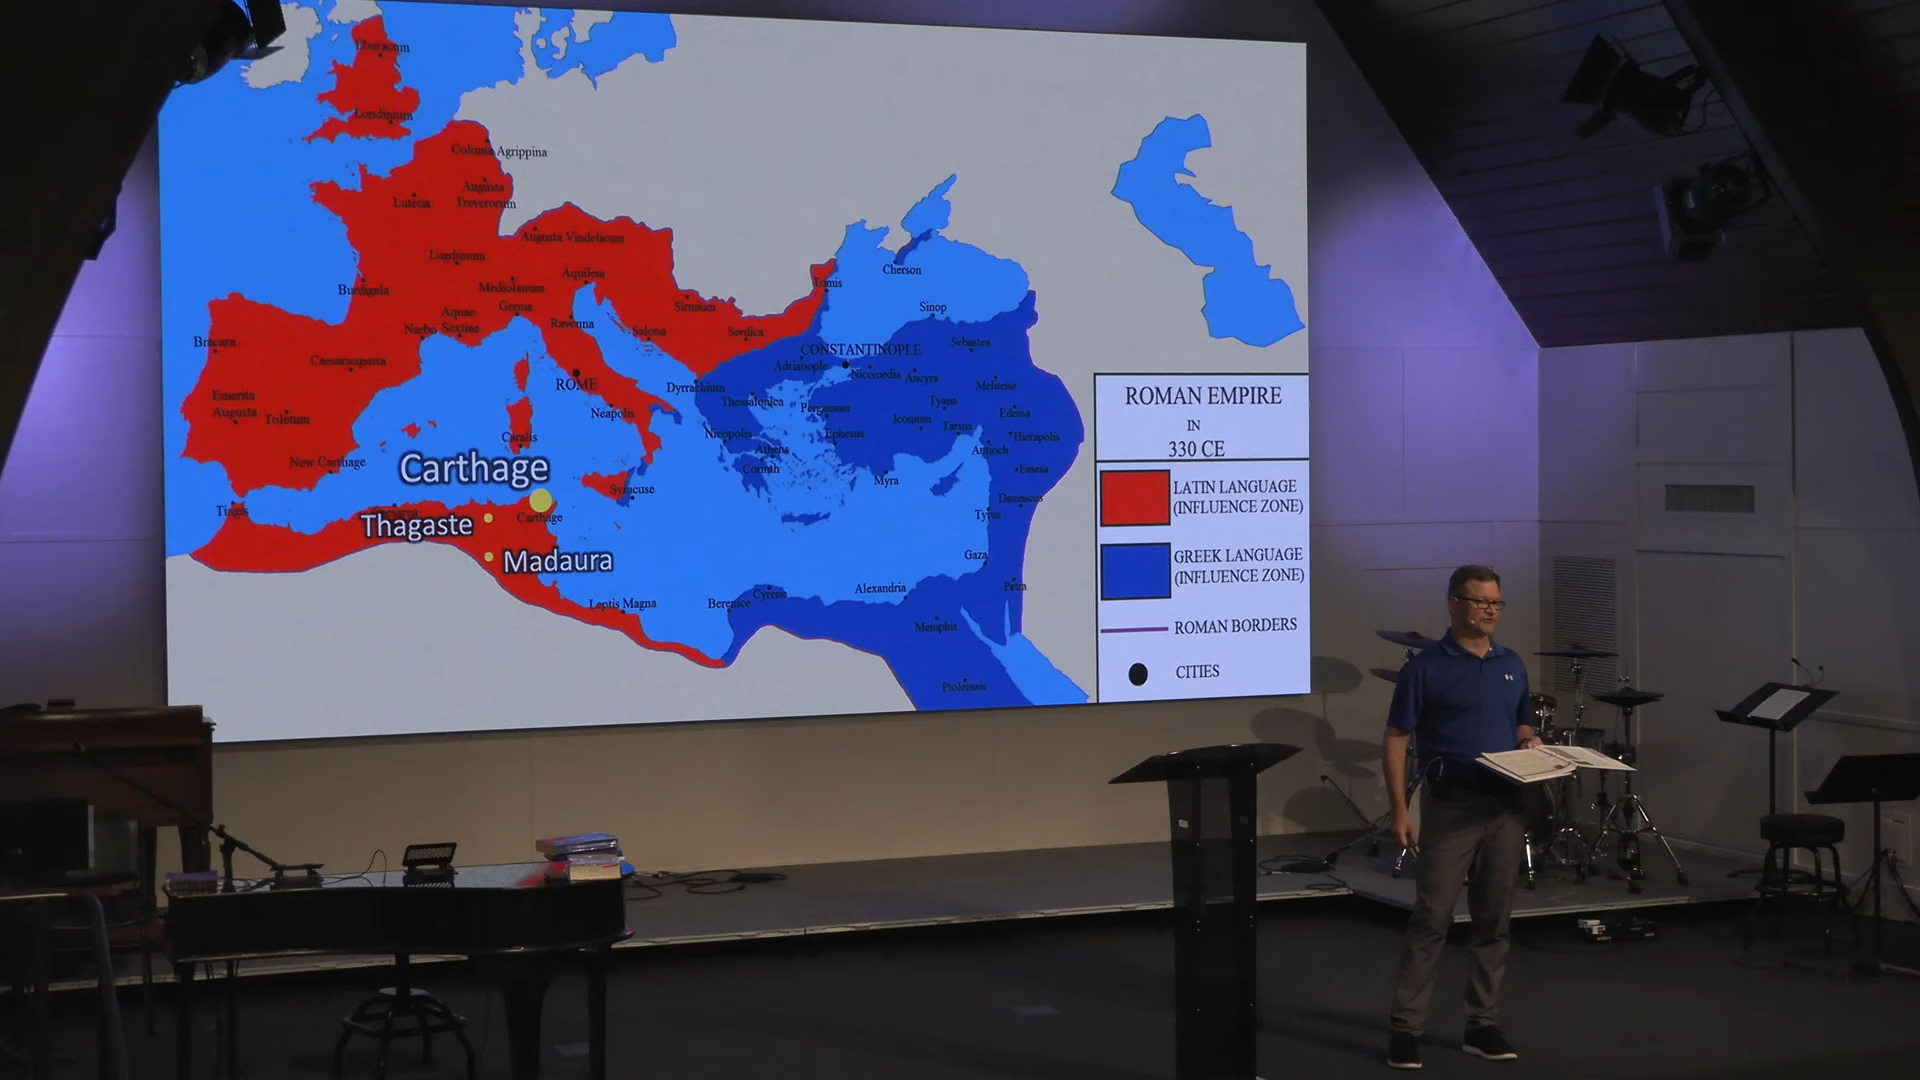 Eburacum
Londinium
Colonia Agrippina
Augusta
Treverorum
Lutetia
Augusta Vindelicum
Lugdunum
Aquileia
Cherson
Tomis
Burdigala
Mediolanum
Genua
Sirmium
Sinop
Aquae
Sextiae
Narbo
Ravenna
Salona
Serdica
Bracara
Sebastea
CONSTANTINOPLE
Caesaraugusta
Adrianople
Nicomedia
Ancyra
ROME
Dyrrachium
Melitene
Emerita
Augusta
Toletum
Neapolis
Thessalonica
Pergamum
Tyana
Edessa
Iconium
Tarsus
Caralis
Nicopolis
Ephesus
Hierapolis
Athens
Antioch
New Carthage
Corinth
Emesa
Carthage
Myra
Syracuse
Damascus
Tingis
Thagaste
Carthage
Tyrus
Madaura
Gaza
Alexandria
Petra
Leptis Magna
Berenice
Cyrene
Memphis
Ptolemais
ROMAN EMPIRE
IN
330 CE
LATIN LANGUAGE
(INFLUENCE ZONE)
GREEK LANGUAGE
(INFLUENCE ZONE)
ROMAN BORDERS
CITIES